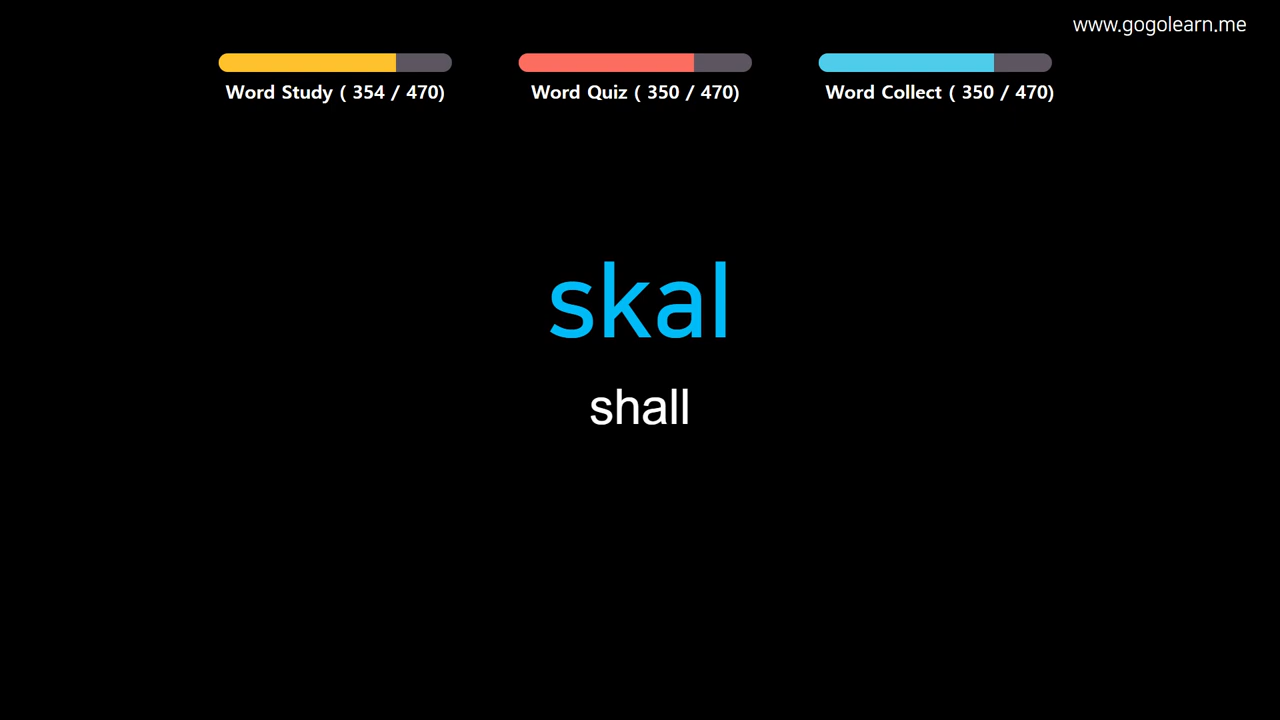 www.gogolearn.me
Word Study ( 354 / 470)
Word Quiz ( 350 / 470)
Word Collect ( 350 / 470)
skal
shall